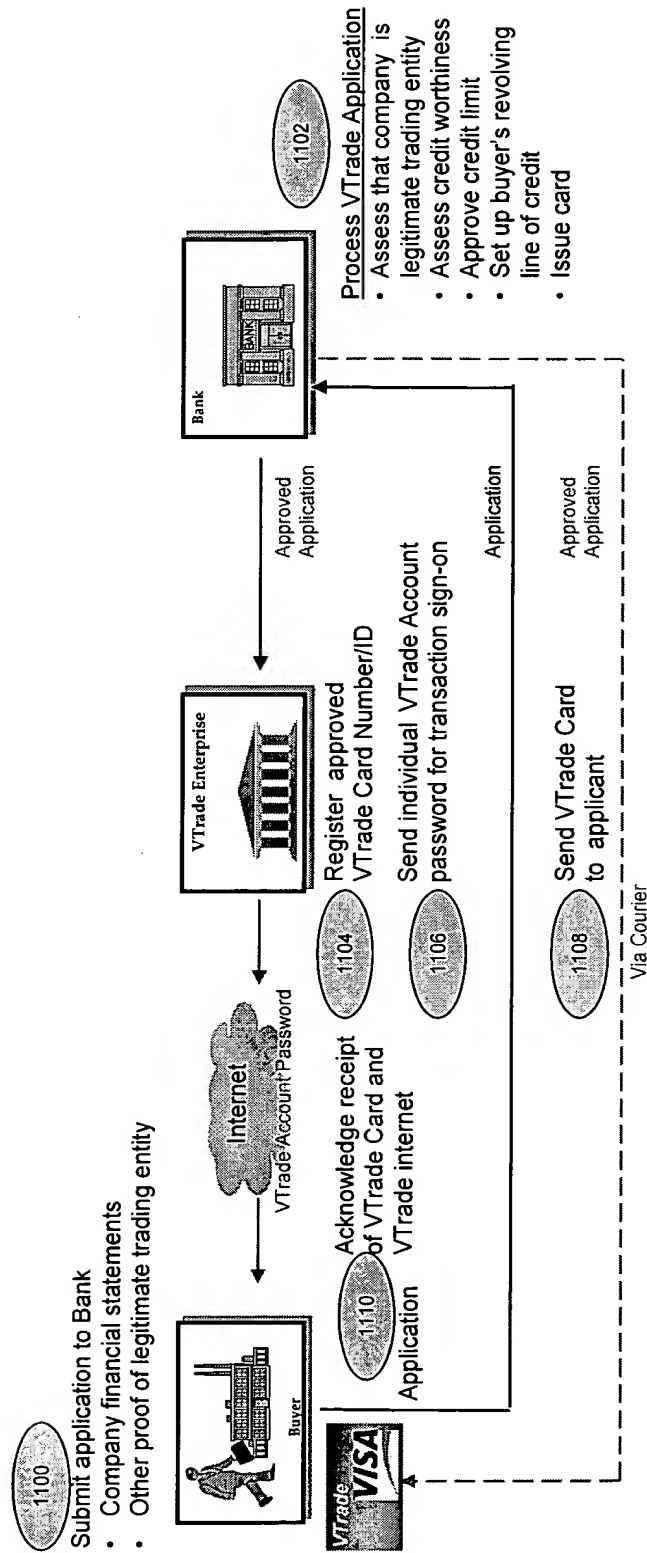 1100
Submit application to Bank
• Company financial statements
• Other proof of legitimate trading entity
Buyer
VTrade
VISA
Internet
VTrade Account Password
VTrade Enterprise
Approved
Application
Bank
BANK
1102
Process VTrade Application
• Assess that company is
legitimate trading entity
• Assess credit worthiness
• Approve credit limit
• Set up buyer's revolving
line of credit
• Issue card
1104
Register approved
VTrade Card Number/ID
1106
Send individual VTrade Account
password for transaction sign-on
1110
Acknowledge receipt
of VTrade Card and
VTrade internet
Application
Application
1108
Send VTrade Card
to applicant
Approved
Application
Via Courier